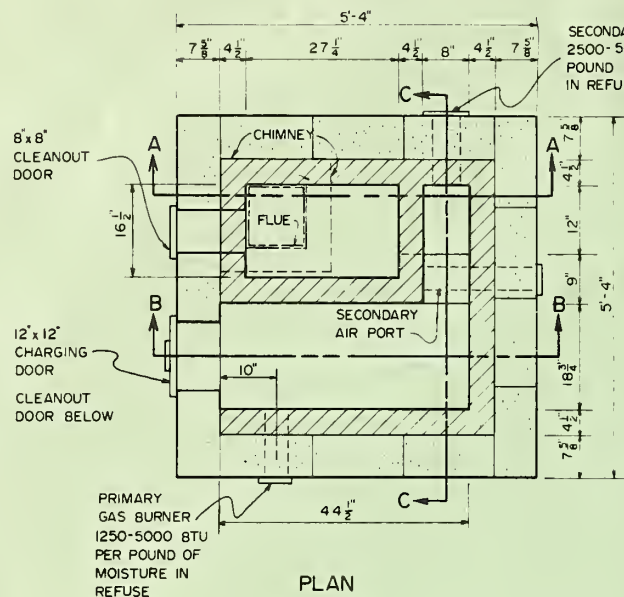 5'-4"
7 5/8" 4 1/2" 27 1/4" 4 1/2" 8" 4 1/2" 7 5/8"
2500-5
POUND
IN REFU
C
CHIMNEY
8"x8"
CLEANOUT
DOOR
A
A
7 5/8"
4 1/2"
16 1/2"
FLUE
12"
9"
5'-4"
SECONDARY
AIR PORT
B
B
12"x12"
CHARGING
DOOR
CLEANOUT
DOOR BELOW
10"
18 3/4"
4 1/2"
7 5/8"
C
PRIMARY
GAS BURNER
1250-5000 BTU
PER POUND OF
MOISTURE IN
REFUSE
44 1/2"
PLAN